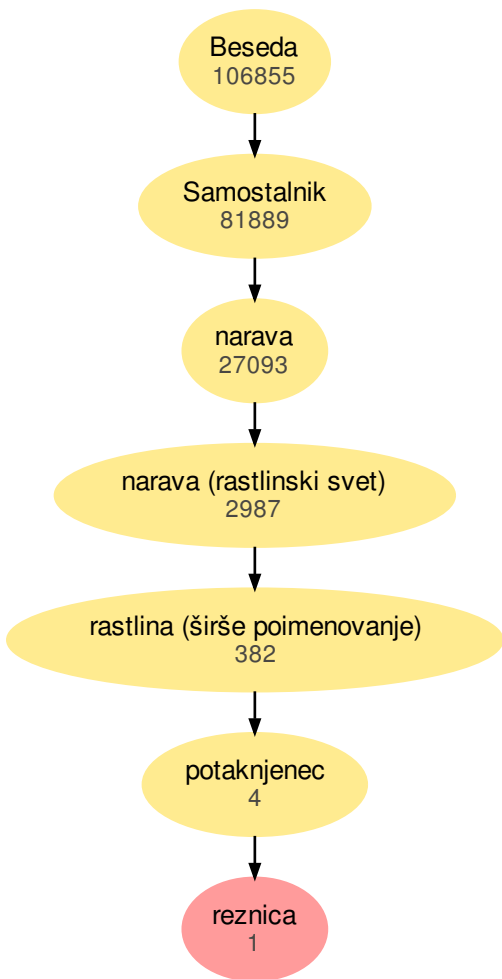 Beseda
106855
Samostalnik
81889
narava
27093
narava (rastlinski svet)
2987
rastlina (širše poimenovanje)
382
potaknjenec
4
reznica
1